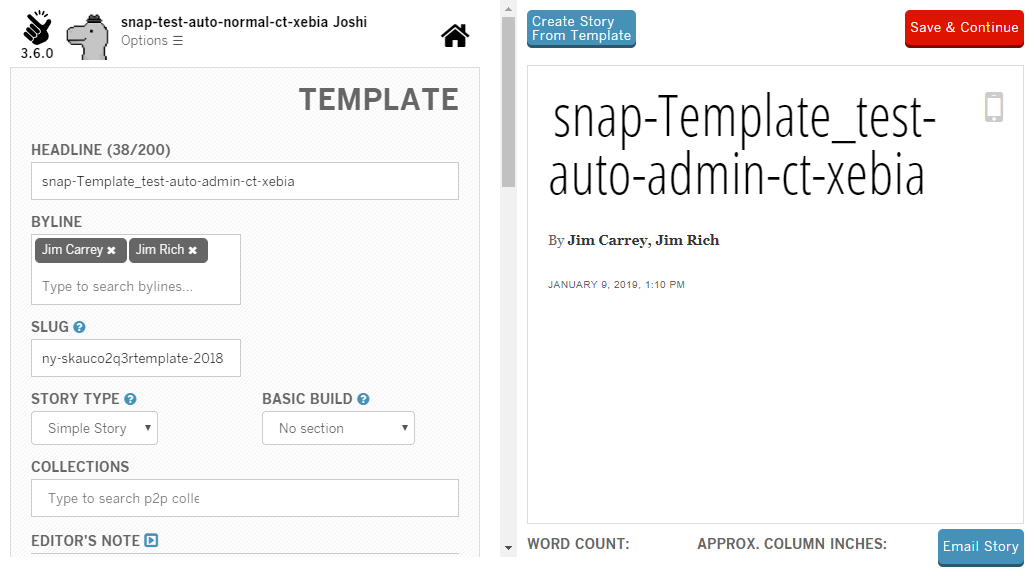 3.6.0
snap-test-auto-normal-ct-xebia Joshi
Options
TEMPLATE
HEADLINE (38/200)
snap-Template_test-auto-admin-ct-xebia
BYLINE
Jim Carrey ✖ Jim Rich ✖
Type to search bylines...
SLUG ?
ny-skauco2q3rtemplate-2018
STORY TYPE ? BASIC BUILD ?
Simple Story No section
COLLECTIONS
Type to search p2p colle
EDITOR'S NOTE
Create Story
From Template
Save & Continue
snap-Template_test-
auto-admin-ct-xebia
By Jim Carrey, Jim Rich
JANUARY 9, 2019, 1:10 PM
WORD COUNT: APPROX. COLUMN INCHES:
Email Story